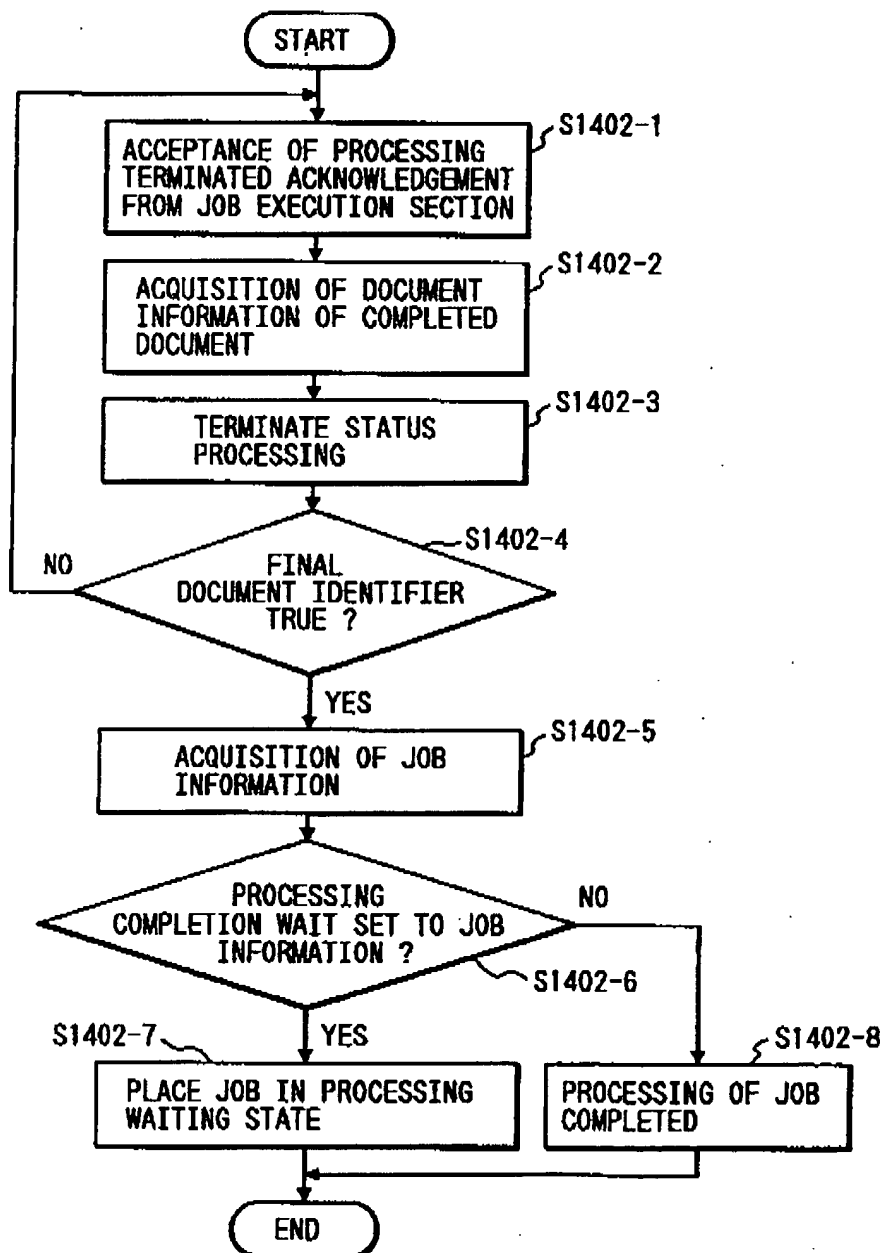 START
S1402-1
ACCEPTANCE OF PROCESSING
TERMINATED ACKNOWLEDGEMENT
FROM JOB EXECUTION SECTION
S1402-2
ACQUISITION OF DOCUMENT
INFORMATION OF COMPLETED
DOCUMENT
S1402-3
TERMINATE STATUS
PROCESSING
S1402-4
NO
FINAL
DOCUMENT IDENTIFIER
TRUE ?
YES
S1402-5
ACQUISITION OF JOB
INFORMATION
PROCESSING
COMPLETION WAIT SET TO JOB
INFORMATION ?
NO
S1402-6
YES
S1402-7
PLACE JOB IN PROCESSING
WAITING STATE
S1402-8
PROCESSING OF JOB
COMPLETED
END